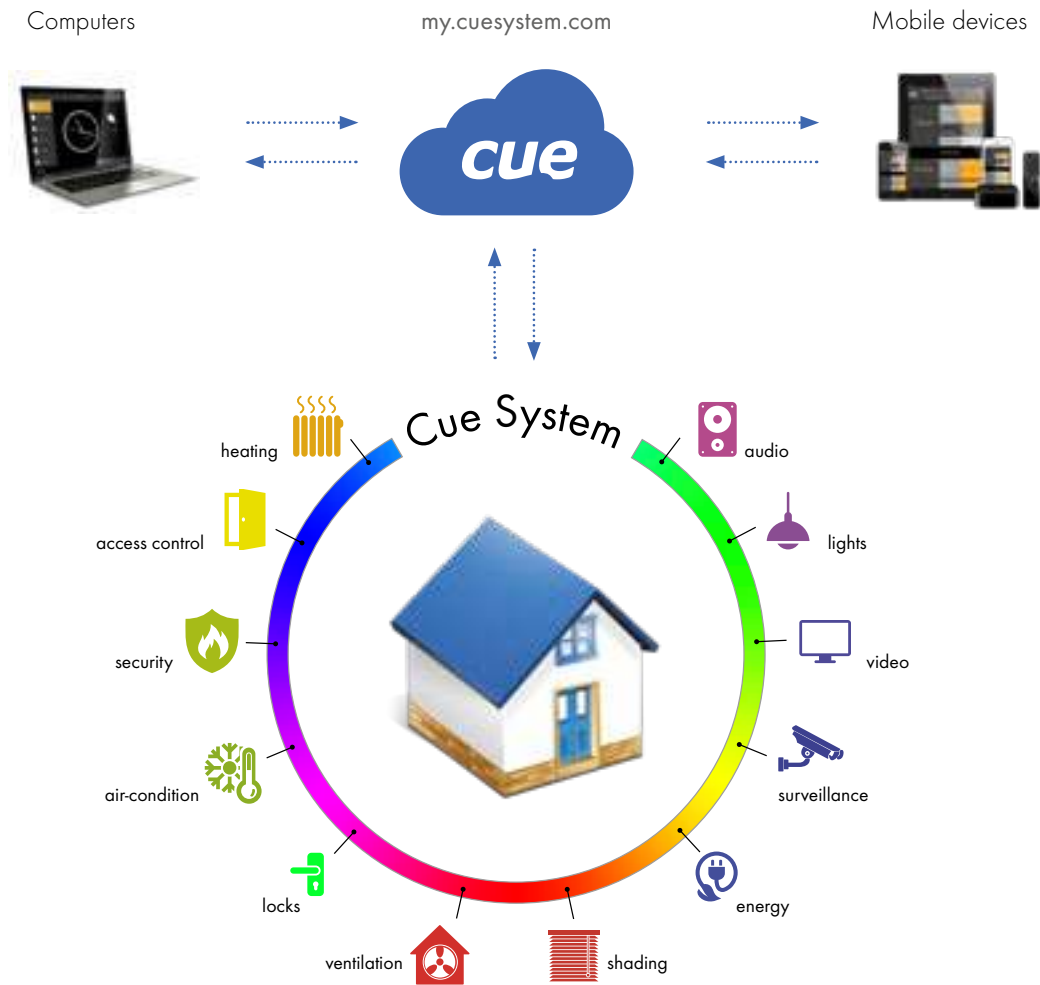 Computers
my.cuesystem.com
Mobile devices
cue
Cue System
heating
audio
access control
lights
security
video
air-condition
surveillance
locks
energy
ventilation
shading